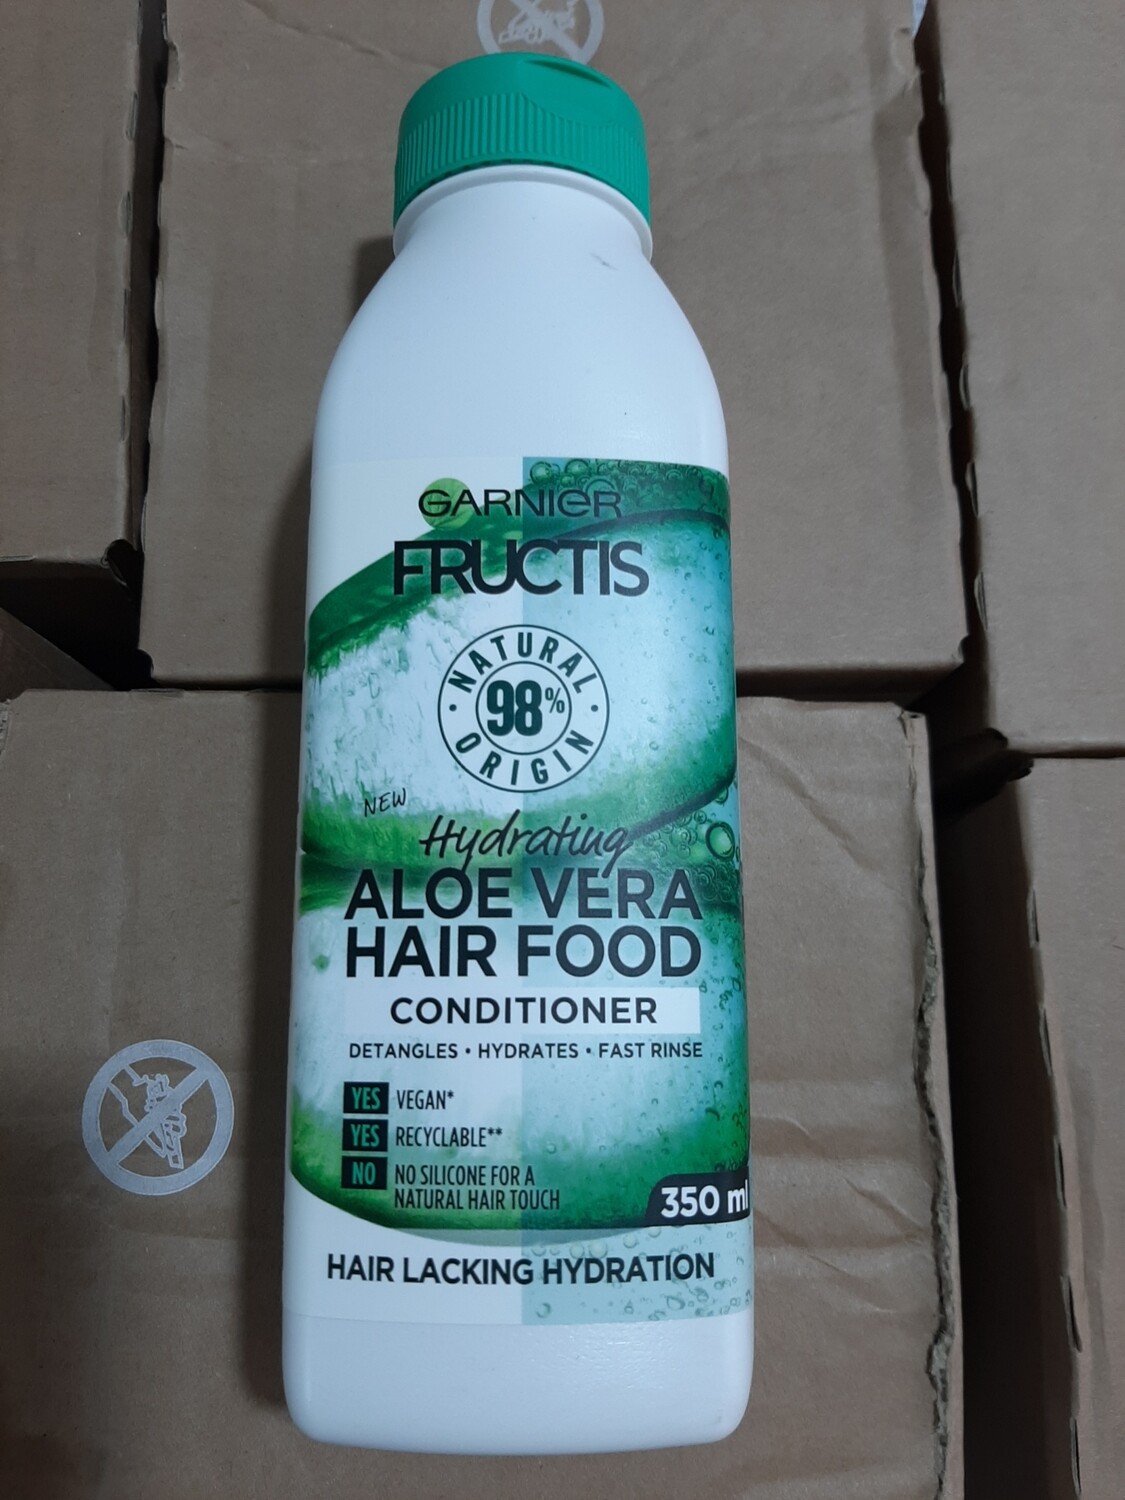 GARNIER
FRUCTIS
NATURAL
98%
ORIGIN
NEW
Hydrating
ALOE VERA
HAIR FOOD
CONDITIONER
DETANGLES • HYDRATES • FAST RINSE
YES VEGAN*
YES RECYCLABLE**
NO NO SILICONE FOR A
NATURAL HAIR TOUCH
350 ml
HAIR LACKING HYDRATION